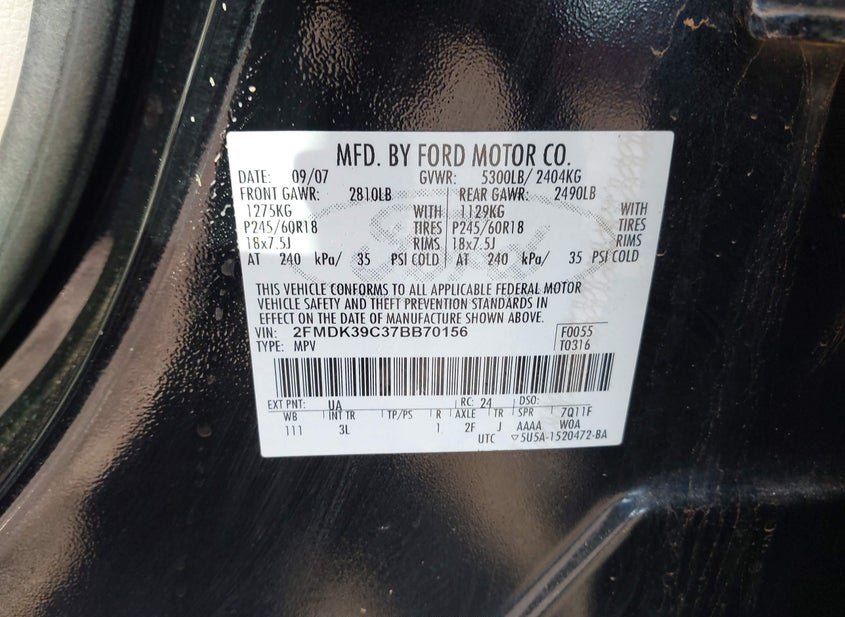 MFD. BY FORD MOTOR CO.
DATE: 09/07 GVWR: 5300LB/ 2404KG
FRONT GAWR: 2810LB REAR GAWR: 2490LB
1275KG WITH 1129KG WITH
P245/60R18 TIRES P245/60R18 TIRES
18x7.5J RIMS 18x7.5J RIMS
AT 240 kPa/ 35 PSI COLD AT 240 kPa/ 35 PSI COLD
THIS VEHICLE CONFORMS TO ALL APPLICABLE FEDERAL MOTOR
VEHICLE SAFETY AND THEFT PREVENTION STANDARDS IN
EFFECT ON THE DATE OF MANUFACTURE SHOWN ABOVE.
VIN: 2FMDK39C37BB70156 F0055
TYPE: MPV T0316
EXT PNT: UA RC: 24 DSO:
WB INT TR TP/PS R AXLE TR SPR 7Q11F
111 3L 1 2F J AAAA W0A
UTC ▽5U5A-1520472-BA